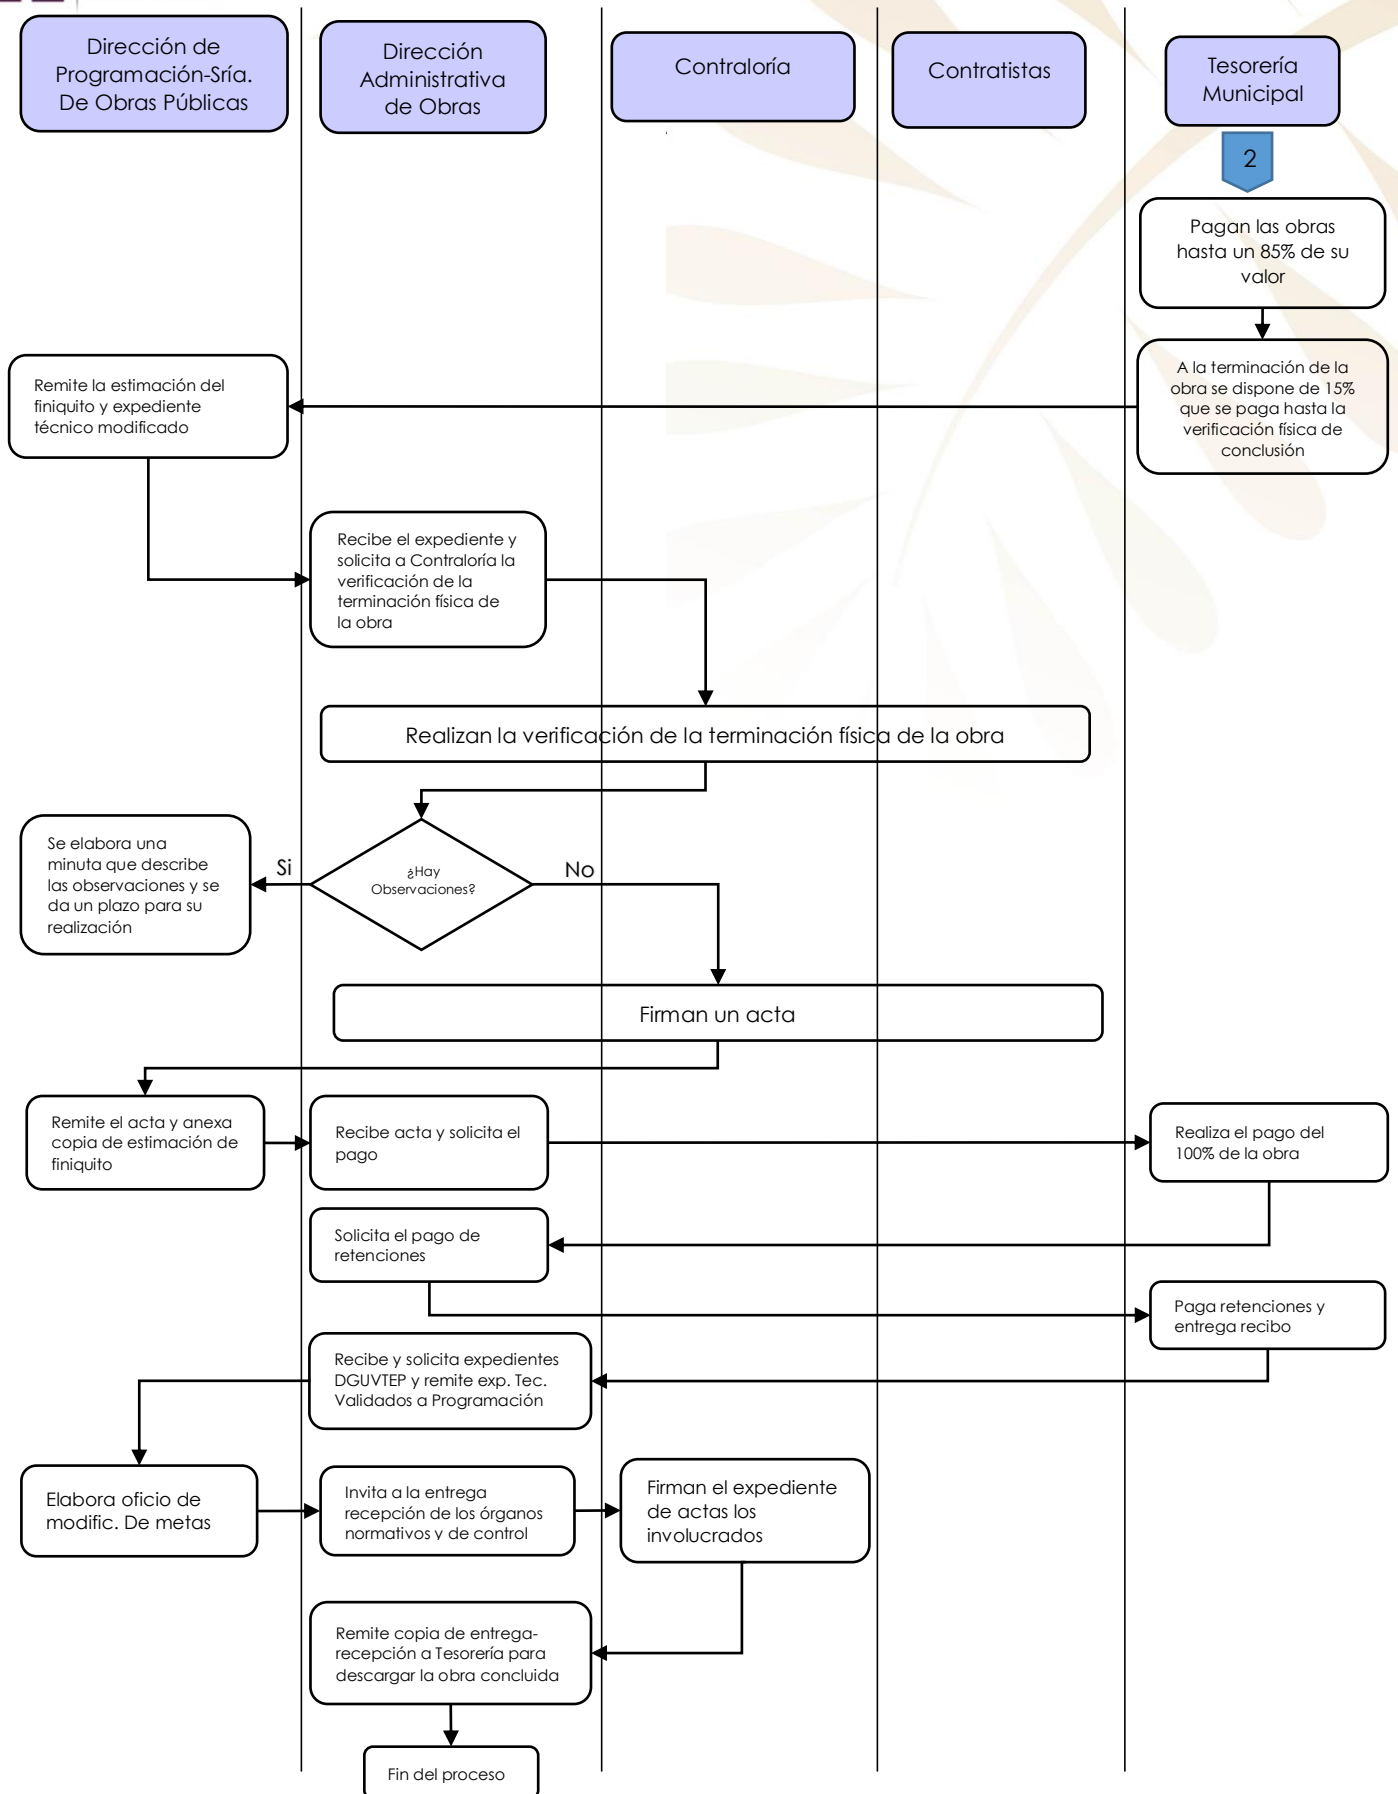 Dirección de
Programación-Sría.
De Obras Públicas
Dirección
Administrativa
de Obras
Contraloría
Contratistas
Tesorería
Municipal
2
Pagan las obras
hasta un 85% de su
valor
A la terminación de la
obra se dispone de 15%
que se paga hasta la
verificación física de
conclusión
Remite la estimación del
finiquito y expediente
técnico modificado
Recibe el expediente y
solicita a Contraloría la
verificación de la
terminación física de
la obra
Realizan la verificación de la terminación física de la obra
Se elabora una
minuta que describe
las observaciones y se
da un plazo para su
realización
Si
¿Hay
Observaciones?
No
Firman un acta
Remite el acta y anexa
copia de estimación de
finiquito
Recibe acta y solicita el
pago
Realiza el pago del
100% de la obra
Solicita el pago de
retenciones
Paga retenciones y
entrega recibo
Recibe y solicita expedientes
DGUVTEP y remite exp. Tec.
Validados a Programación
Elabora oficio de
modific. De metas
Invita a la entrega
recepción de los órganos
normativos y de control
Firman el expediente
de actas los
involucrados
Remite copia de entrega-
recepción a Tesorería para
descargar la obra concluida
Fin del proceso